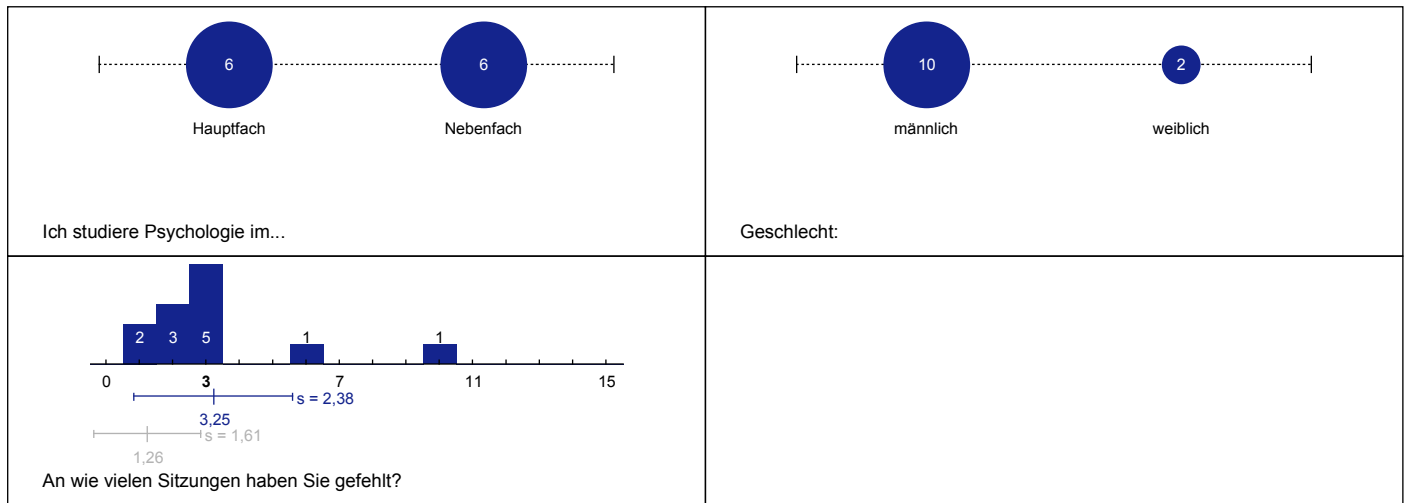 6 6
Hauptfach Nebenfach
Ich studiere Psychologie im...
10 2
männlich weiblich
Geschlecht:
2 3 5 1 1
0 3 7 11 15
s = 2,38
3,25
s = 1,61
1,26
An wie vielen Sitzungen haben Sie gefehlt?